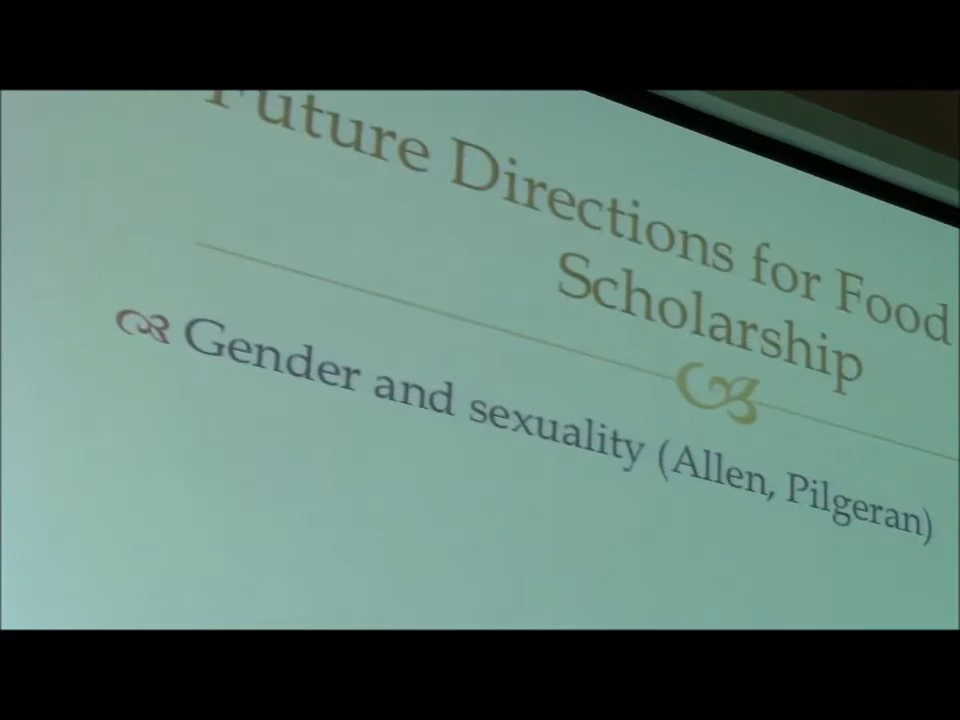 Future Directions for Food
Scholarship
Gender and sexuality (Allen, Pilgeran)